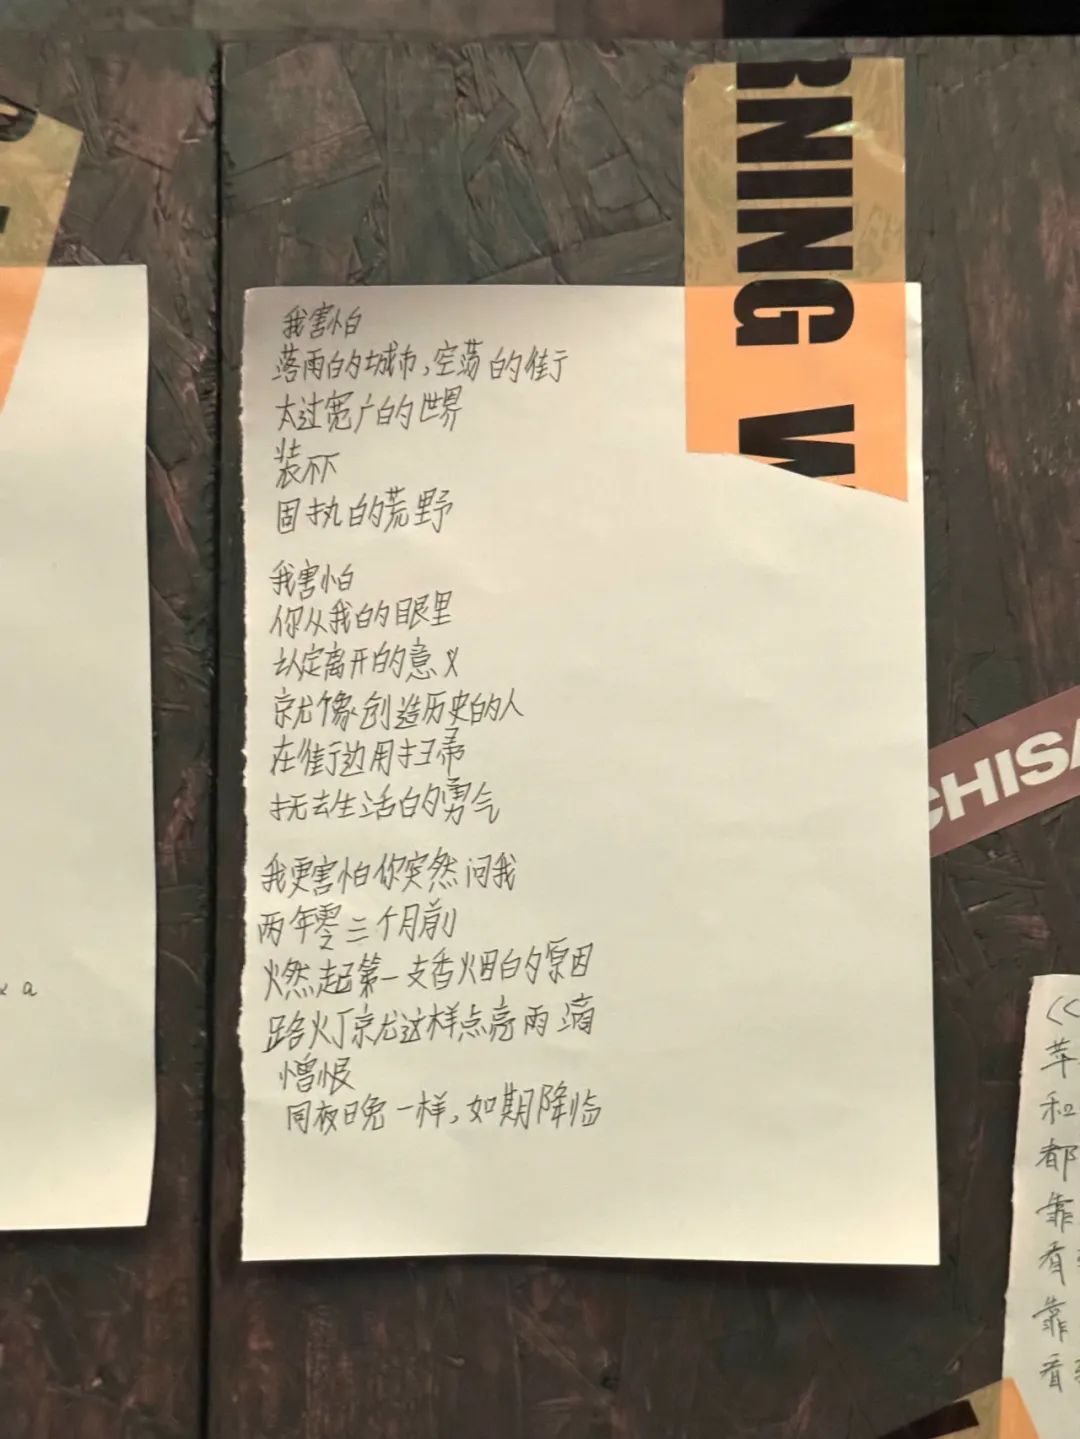 RNING W
我害怕
落雨的城市,空荡的街
太过宽广的世界
装不下
固执的荒野
我害怕
你从我的眼里
认定离开的意义
就像创造历史的人
在街边用扫帚
抚去生活的勇气
我更害怕你突然问我
两年零三个月前
燃起第一支香烟的原因
路灯就这样点亮雨滴
憎恨
同夜晚一样,如期降临
CHISA
x a
《
苹
和
都
靠
看
靠
看